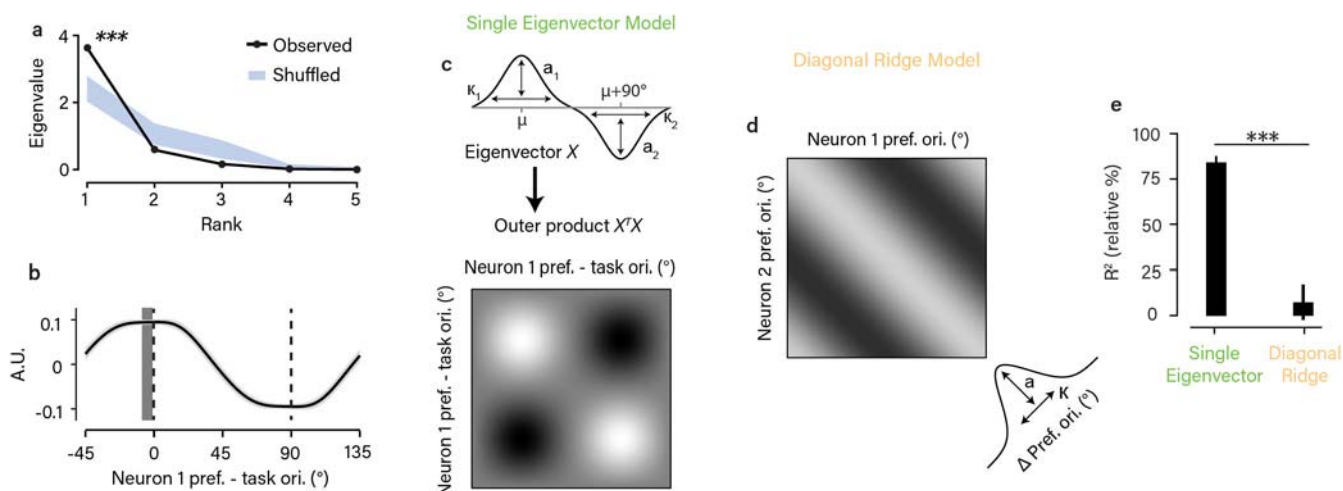 a
4
2
0
Eigenvalue
***
Observed
Shuffled
1 2 3 4 5
Rank
b
0.1
0
-0.1
A.U.
-45 0 45 90 135
Neuron 1 pref. - task ori. (°)
Single Eigenvector Model
c
κ1
a1
μ
μ+90°
κ2
a2
Eigenvector X
Outer product XᵀX
Neuron 1 pref. - task ori. (°)
Neuron 1 pref. - task ori. (°)
Diagonal Ridge Model
d
Neuron 1 pref. ori. (°)
Neuron 2 pref. ori. (°)
a
κ
Δ Pref. ori. (°)
e
100
75
50
25
0
R² (relative %)
***
Single
Eigenvector
Diagonal
Ridge